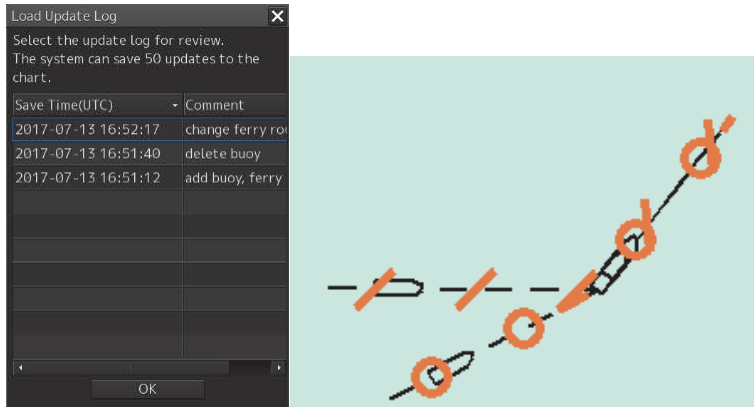 Load Update Log
Select the update log for review.
The system can save 50 updates to the
chart.
Save Time(UTC) Comment
2017-07-13 16:52:17 change ferry rou
2017-07-13 16:51:40 delete buoy
2017-07-13 16:51:12 add buoy, ferry
OK